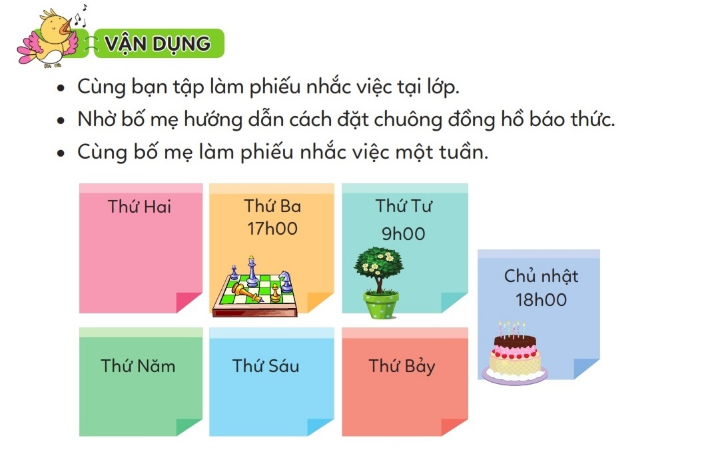 VẬN DỤNG
• Cùng bạn tập làm phiếu nhắc việc tại lớp.
• Nhờ bố mẹ hướng dẫn cách đặt chuông đồng hồ báo thức.
• Cùng bố mẹ làm phiếu nhắc việc một tuần.
Thứ Hai
Thứ Ba
17h00
Thứ Tư
9h00
Thứ Năm
Thứ Sáu
Thứ Bảy
Chủ nhật
18h00